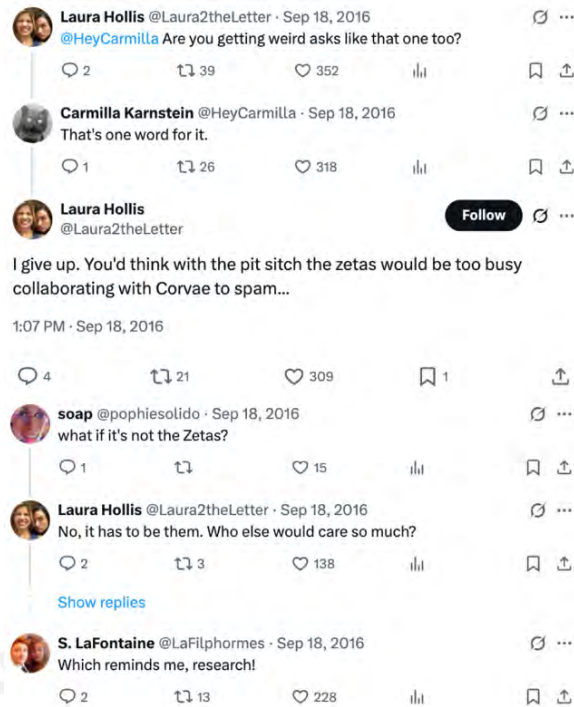 Laura Hollis @Laura2theLetter · Sep 18, 2016
@HeyCarmilla Are you getting weird asks like that one too?
2 39 352
Carmilla Karnstein @HeyCarmilla · Sep 18, 2016
That's one word for it.
1 26 318
Laura Hollis
@Laura2theLetter
Follow
I give up. You'd think with the pit sitch the zetas would be too busy
collaborating with Corvae to spam...
1:07 PM · Sep 18, 2016
4 21 309 1
soap @pophiesolido · Sep 18, 2016
what if it's not the Zetas?
1 15
Laura Hollis @Laura2theLetter · Sep 18, 2016
No, it has to be them. Who else would care so much?
2 3 138
Show replies
S. LaFontaine @LaFilphormes · Sep 18, 2016
Which reminds me, research!
2 13 228